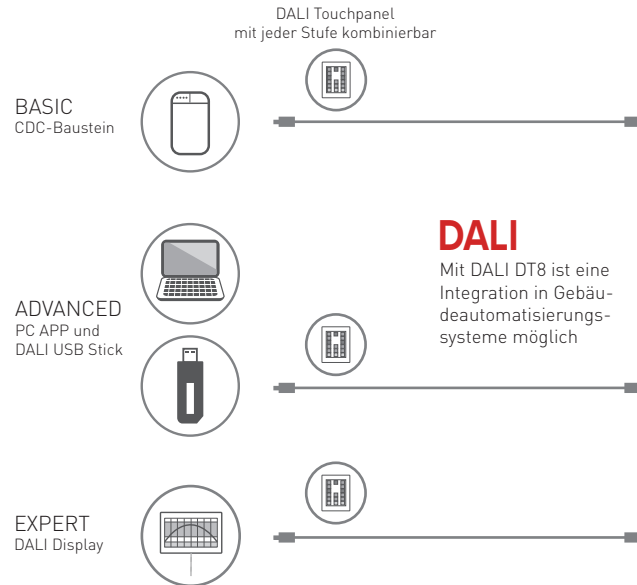 DALI Touchpanel
mit jeder Stufe kombinierbar
BASIC
CDC-Baustein
DALI
Mit DALI DT8 ist eine
Integration in Gebäu-
deautomatisierungs-
systeme möglich
ADVANCED
PC APP und
DALI USB Stick
EXPERT
DALI Display